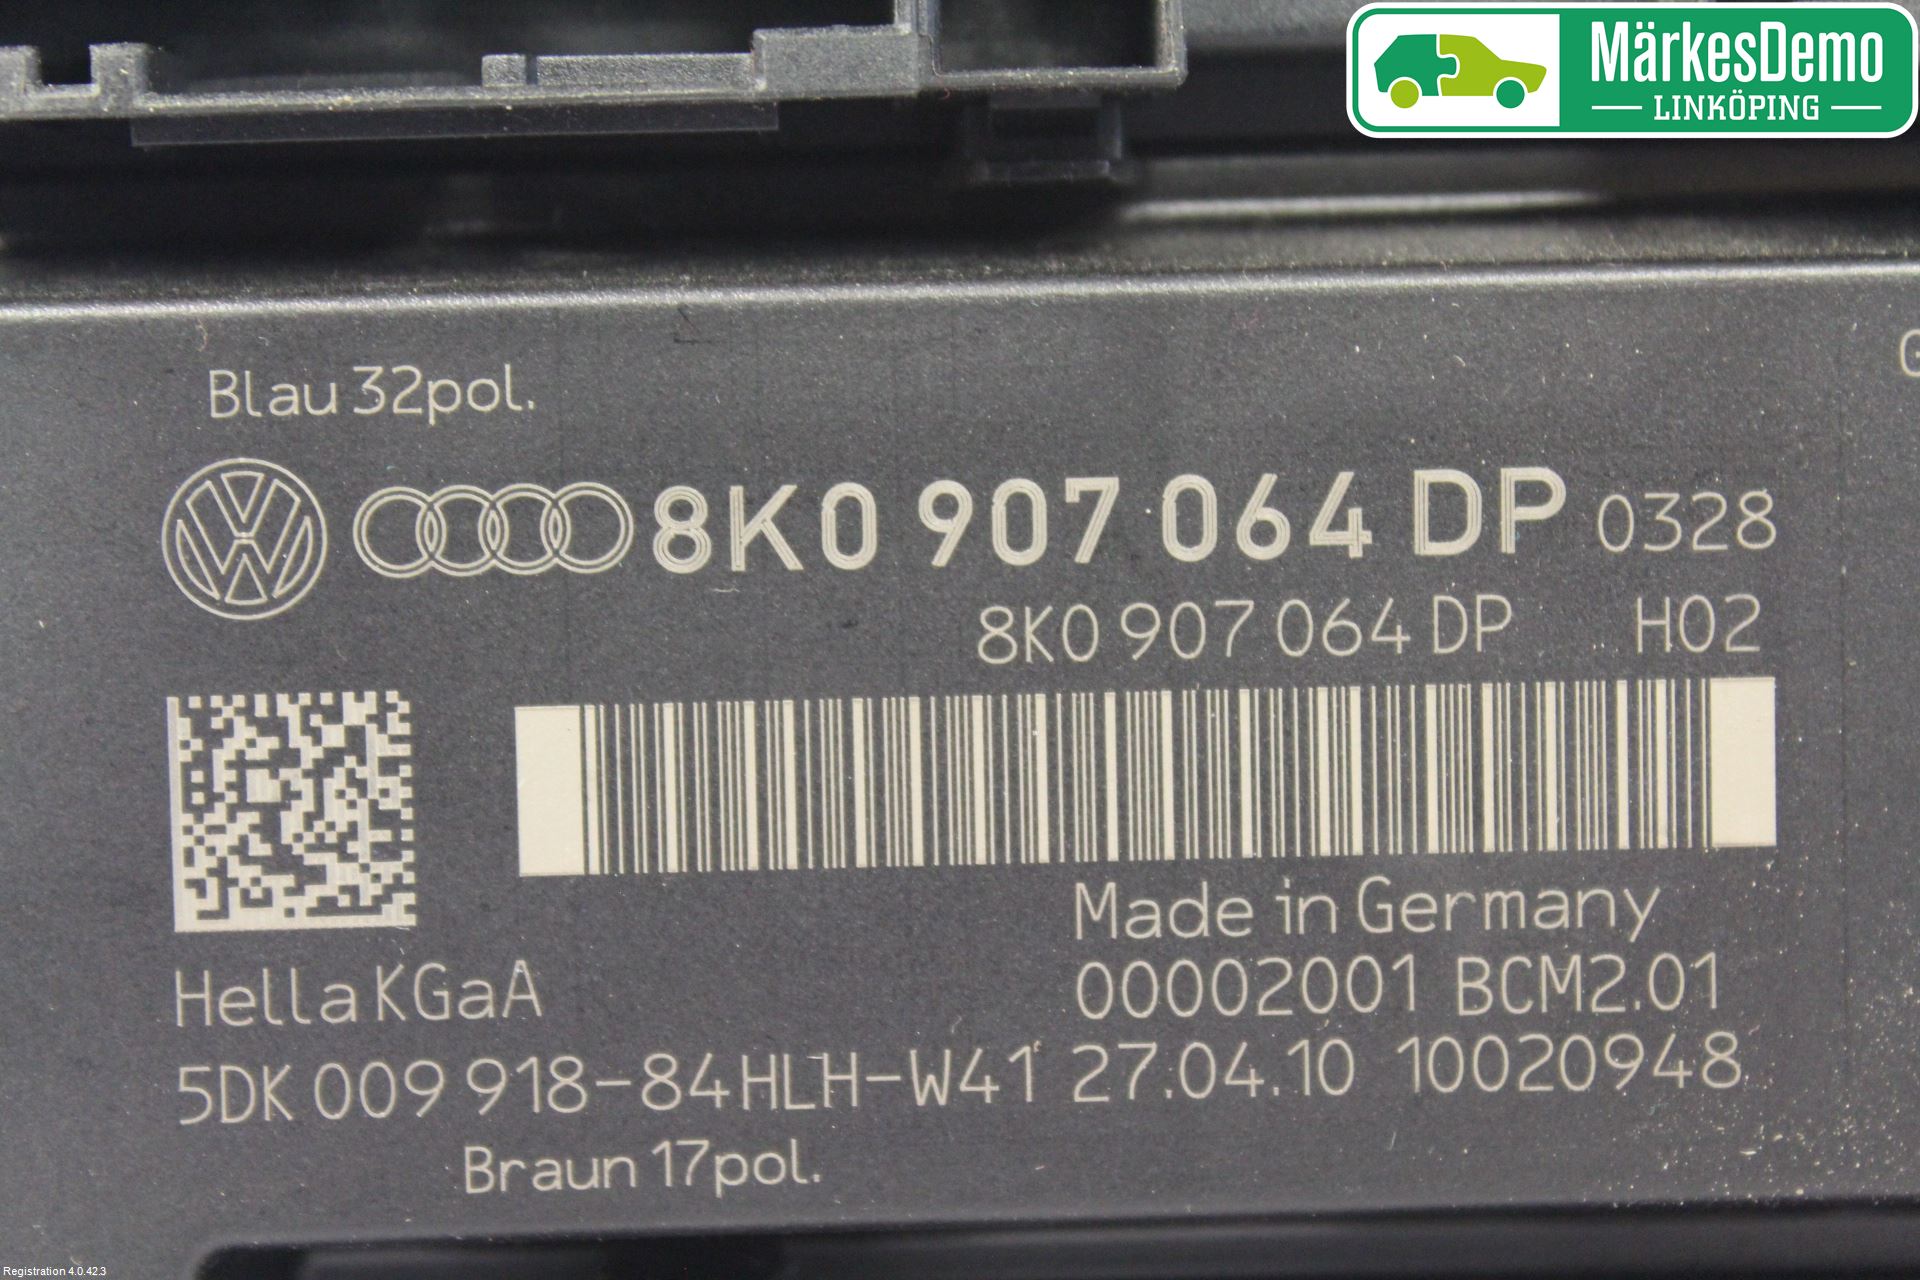 MärkesDemo
LINKÖPING
Blau 32pol.
8K0 907 064 DP 0328
8K0 907 064 DP H02
Made in Germany
Hella KGaA 00002001 BCM2.01
5DK 009 918-84 HLH-W41 27.04.10 10020948
Braun 17pol.
Registration 4.0.42.3